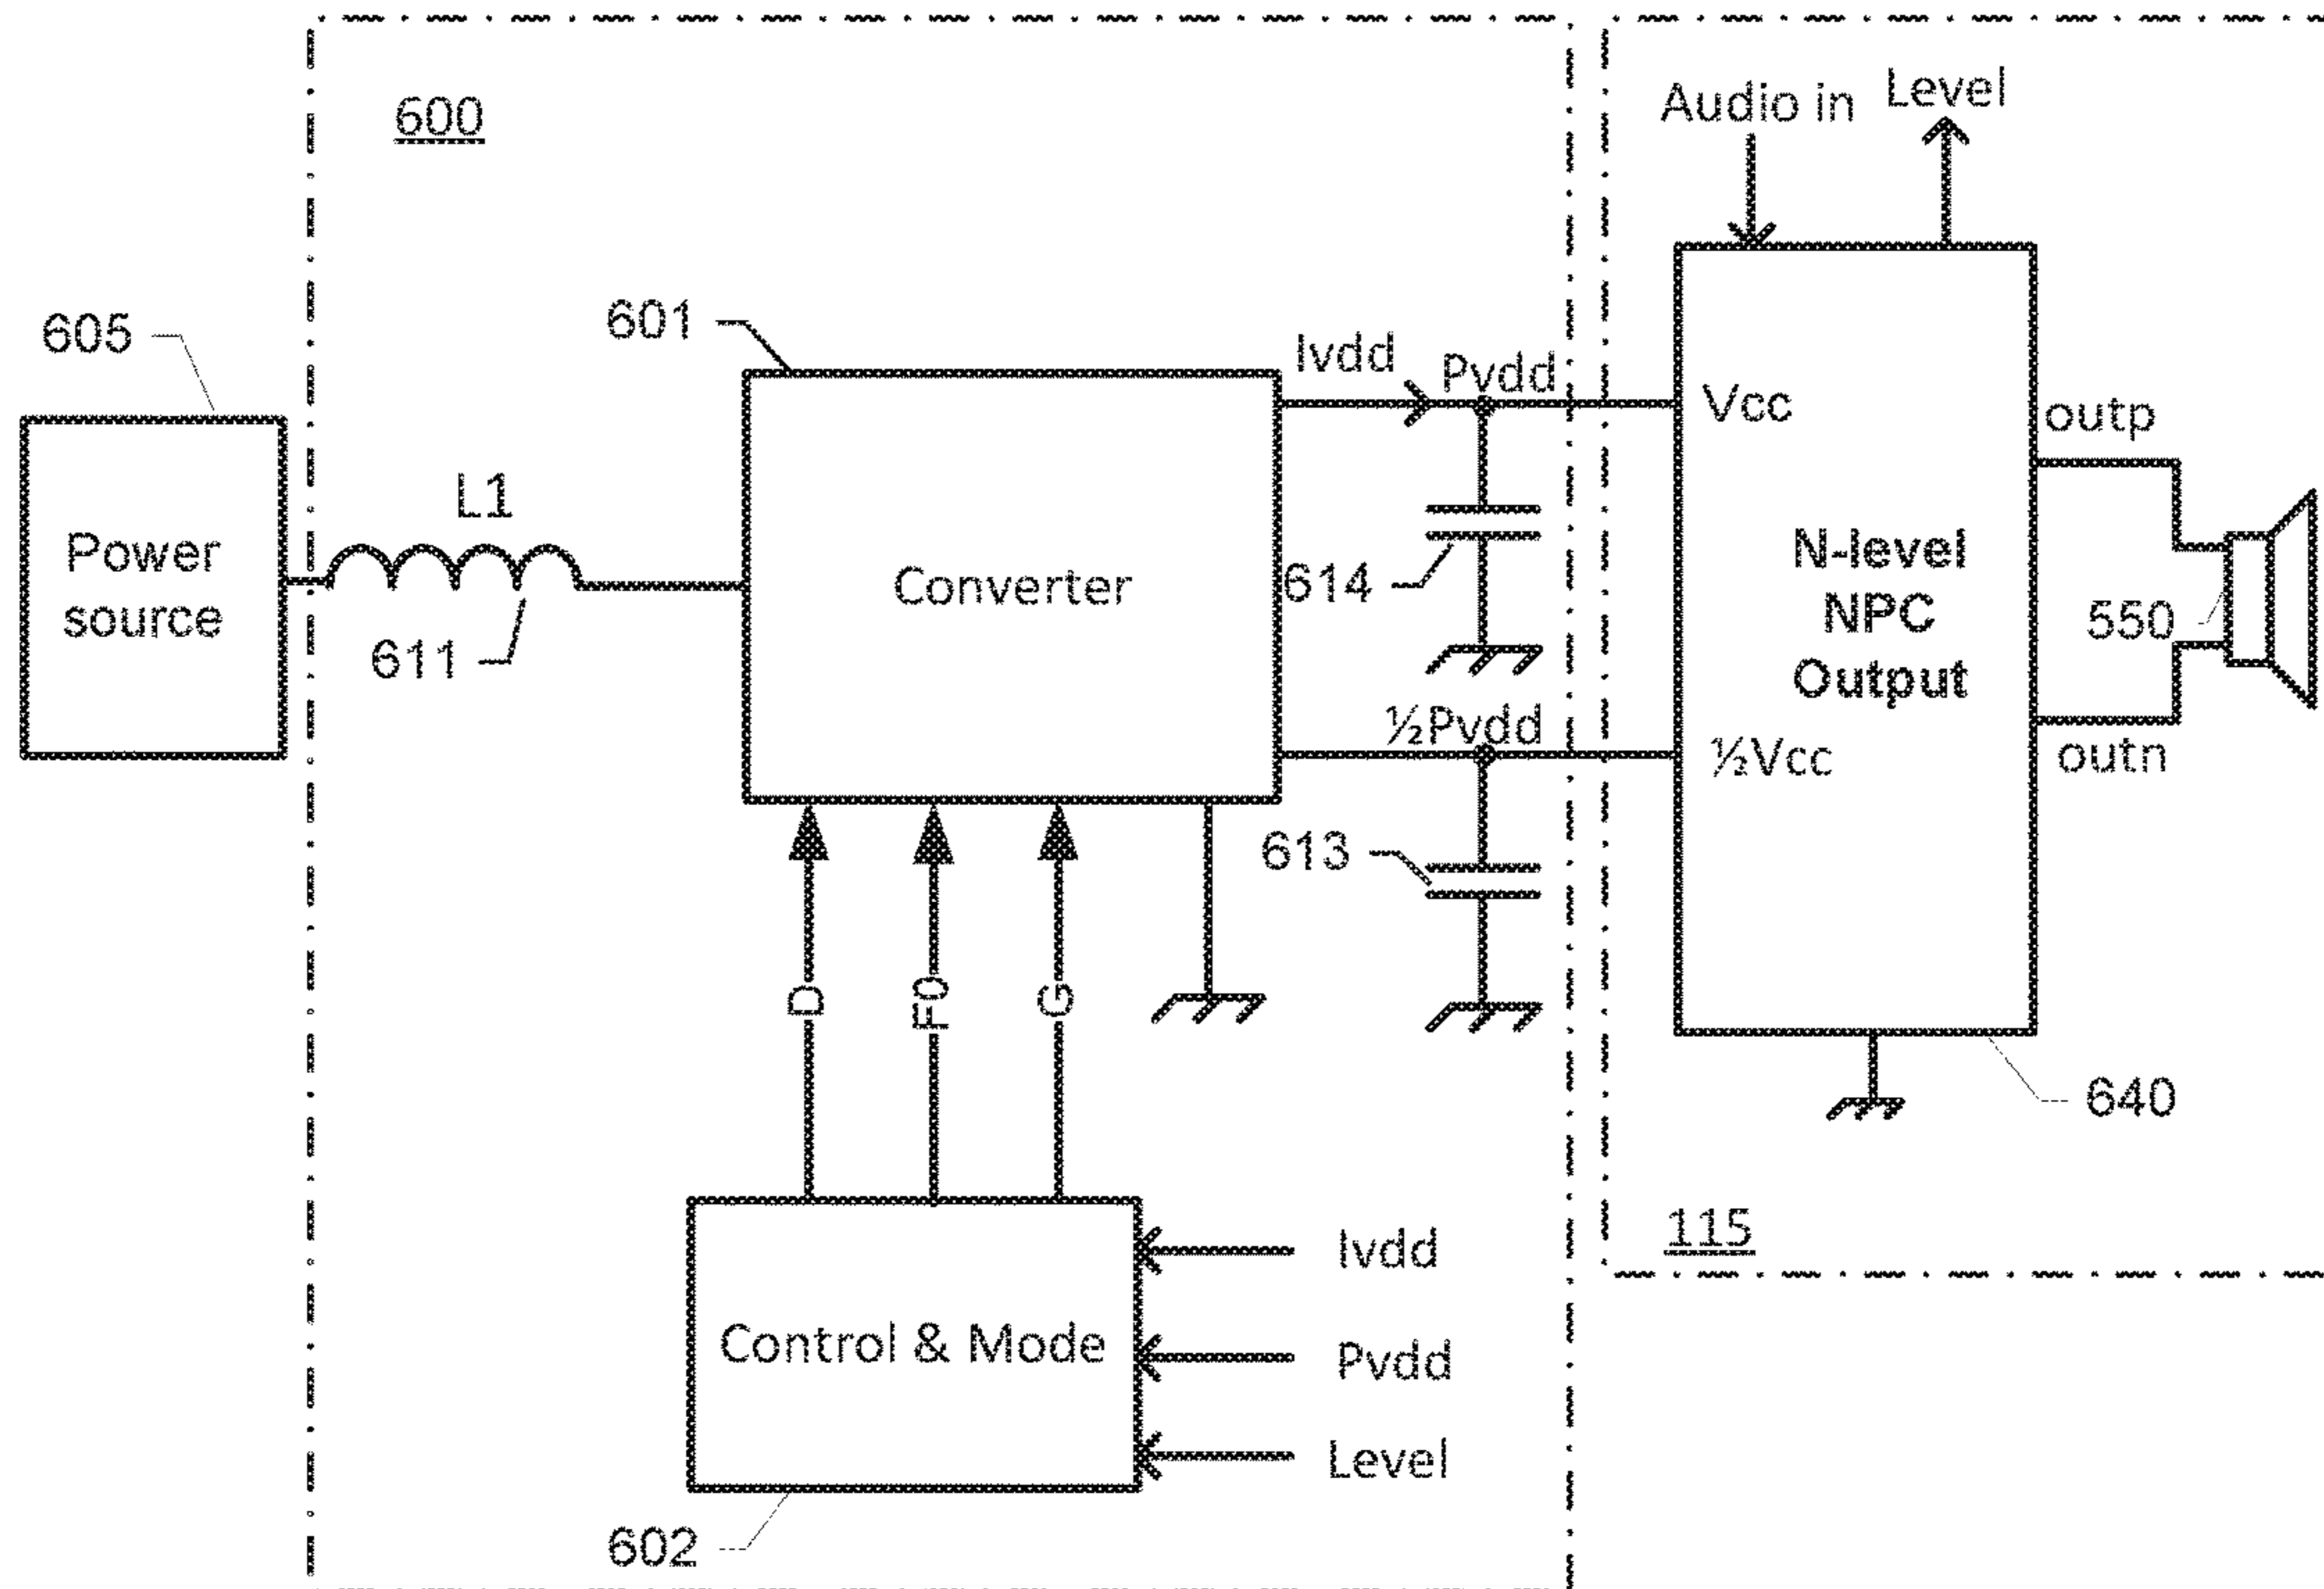 600
Audio in
Level
605
601
Ivdd
Pvdd
Vcc
outp
L1
Power
source
Converter
N-level
NPC
Output
614
550
611
½Pvdd
½Vcc
outn
613
D
F0
G
640
115
Ivdd
Control & Mode
Pvdd
Level
602